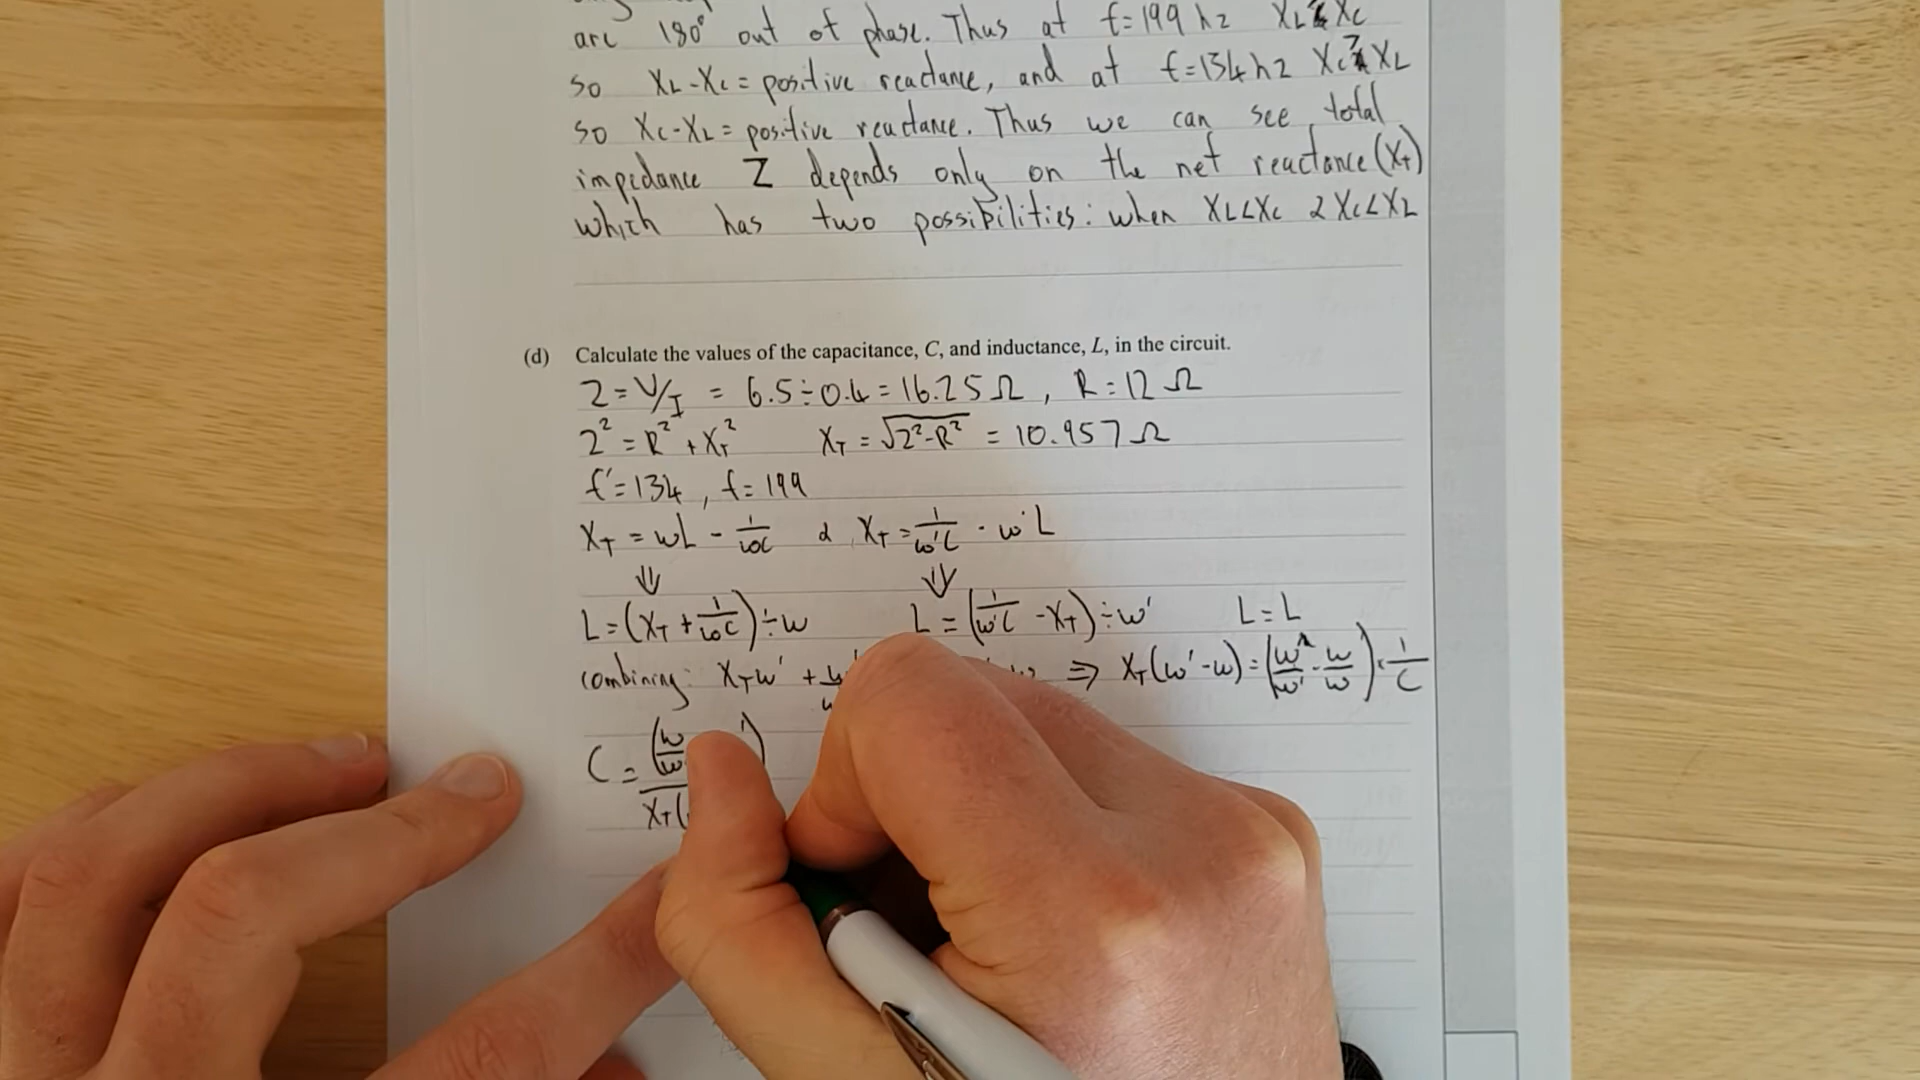 are 180° out of phase. Thus at f=199 hz XL Xc
so XL-Xc = positive reactance, and at f=134 hz Xc > XL
so Xc-XL = positive reactance. Thus we can see total
impedance Z depends only on the net reactance (XT)
which has two possibilities: when XL<Xc & Xc<XL
(d) Calculate the values of the capacitance, C, and inductance, L, in the circuit.
Z = V/I = 6.5÷0.4 = 16.25 Ω, R = 12 Ω
Z² = R² + XT² XT = √Z²-R² = 10.957 Ω
f' = 134, f = 199
XT = ωL - 1/ωC & XT = 1/ω'C - ω'L
⇓ ⇓
L = (XT + 1/ωC) ÷ ω L = (1/ω'C - XT) ÷ ω' L = L
combining: XTω' + ⇒ XT(ω'-ω) = (ω/ω' - ω/ω) · 1/C
C = (ω/ω
XT(